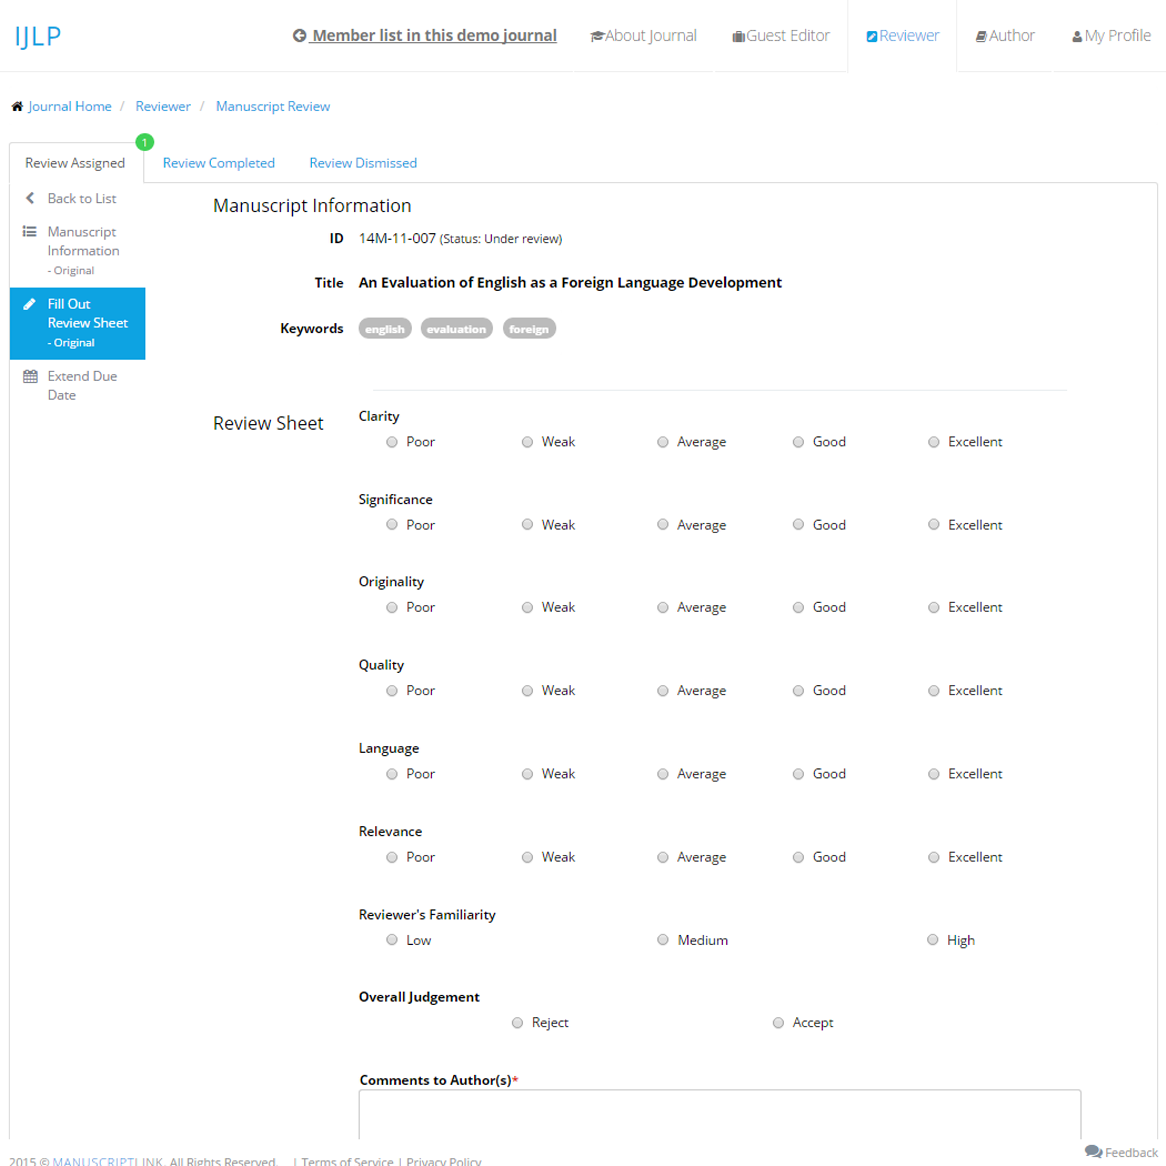 IJLP
Member list in this demo journal
About Journal
Guest Editor
Reviewer
Author
My Profile
Journal Home / Reviewer / Manuscript Review
1
Review Assigned
Review Completed
Review Dismissed
Back to List
Manuscript
Information
- Original
Fill Out
Review Sheet
- Original
Extend Due
Date
Manuscript Information
ID 14M-11-007 (Status: Under review)
Title An Evaluation of English as a Foreign Language Development
Keywords english evaluation foreign
Review Sheet
Clarity
Poor Weak Average Good Excellent
Significance
Poor Weak Average Good Excellent
Originality
Poor Weak Average Good Excellent
Quality
Poor Weak Average Good Excellent
Language
Poor Weak Average Good Excellent
Relevance
Poor Weak Average Good Excellent
Reviewer's Familiarity
Low Medium High
Overall Judgement
Reject Accept
Comments to Author(s)*
2015 © MANUSCRIPTLINK. All Rights Reserved. | Terms of Service | Privacy Policy
Feedback